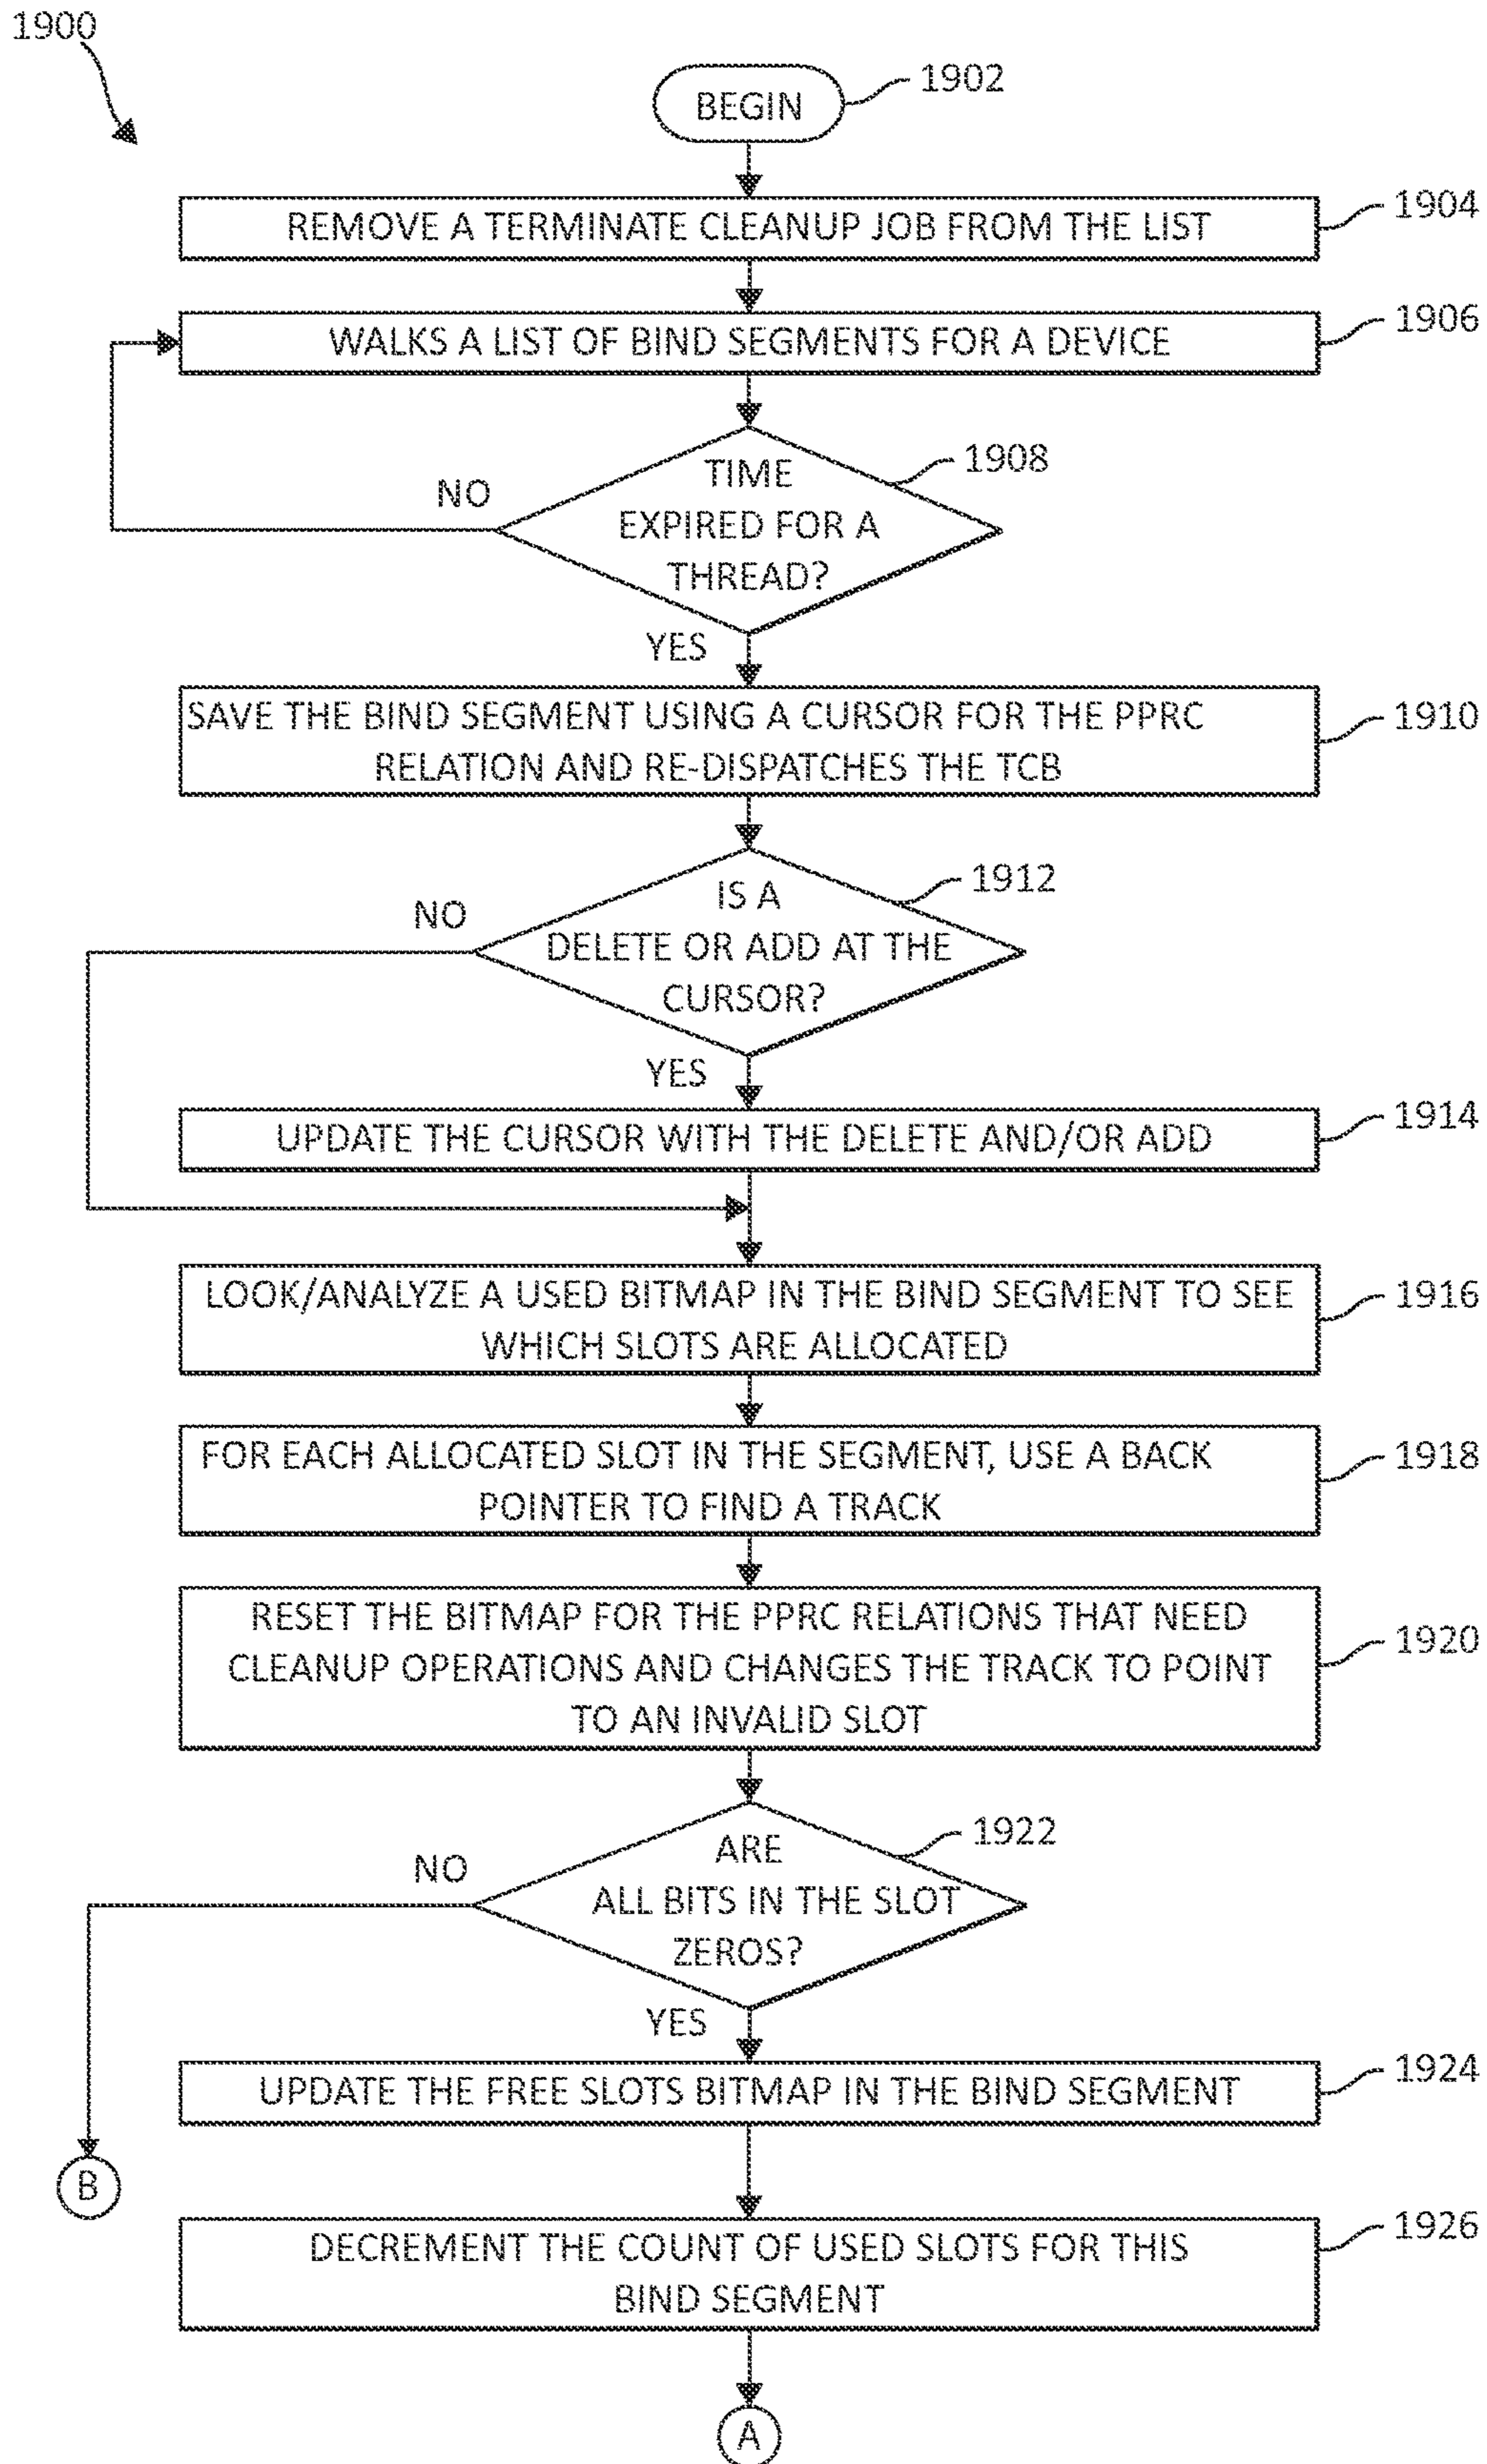 1900
BEGIN
1902
REMOVE A TERMINATE CLEANUP JOB FROM THE LIST
1904
WALKS A LIST OF BIND SEGMENTS FOR A DEVICE
1906
TIME
EXPIRED FOR A
THREAD?
1908
NO
YES
SAVE THE BIND SEGMENT USING A CURSOR FOR THE PPRC
RELATION AND RE-DISPATCHES THE TCB
1910
IS A
DELETE OR ADD AT THE
CURSOR?
1912
NO
YES
UPDATE THE CURSOR WITH THE DELETE AND/OR ADD
1914
LOOK/ANALYZE A USED BITMAP IN THE BIND SEGMENT TO SEE
WHICH SLOTS ARE ALLOCATED
1916
FOR EACH ALLOCATED SLOT IN THE SEGMENT, USE A BACK
POINTER TO FIND A TRACK
1918
RESET THE BITMAP FOR THE PPRC RELATIONS THAT NEED
CLEANUP OPERATIONS AND CHANGES THE TRACK TO POINT
TO AN INVALID SLOT
1920
ARE
ALL BITS IN THE SLOT
ZEROS?
1922
NO
YES
UPDATE THE FREE SLOTS BITMAP IN THE BIND SEGMENT
1924
B
DECREMENT THE COUNT OF USED SLOTS FOR THIS
BIND SEGMENT
1926
A